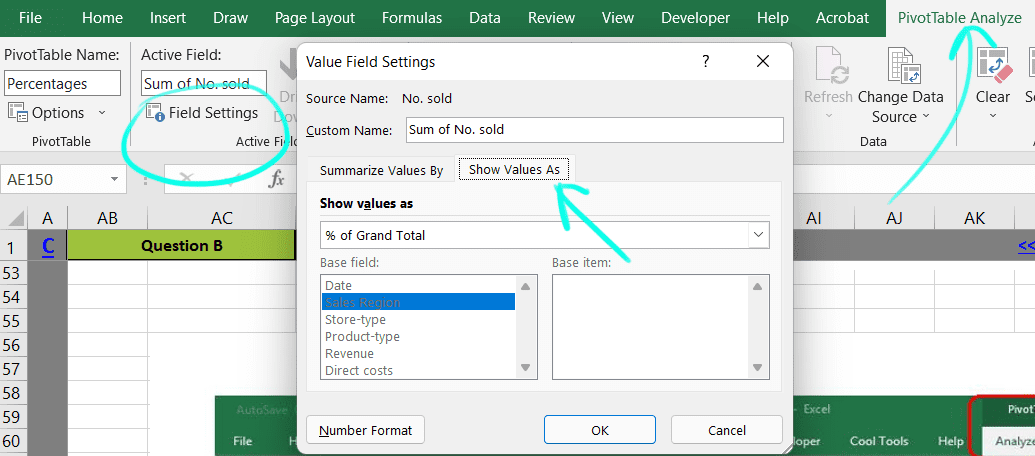 File Home Insert Draw Page Layout Formulas Data Review View Developer Help Acrobat PivotTable Analyze
PivotTable Name:
Percentages
Options
PivotTable
Active Field:
Sum of No. sold
Field Settings
Active
Value Field Settings
?
Source Name: No. sold
Custom Name: Sum of No. sold
Summarize Values By
Show Values As
Show values as
% of Grand Total
Base field:
Date
Sales Region
Store-type
Product-type
Revenue
Direct costs
Base item:
Number Format
OK
Cancel
Refresh
Change Data
Source
Data
Clear
AE150
fx
A AB AC AI AJ AK
1 C Question B <<
53
54
55
56
57
58
59
60
AutoSave - Excel
File Cool Tools Help